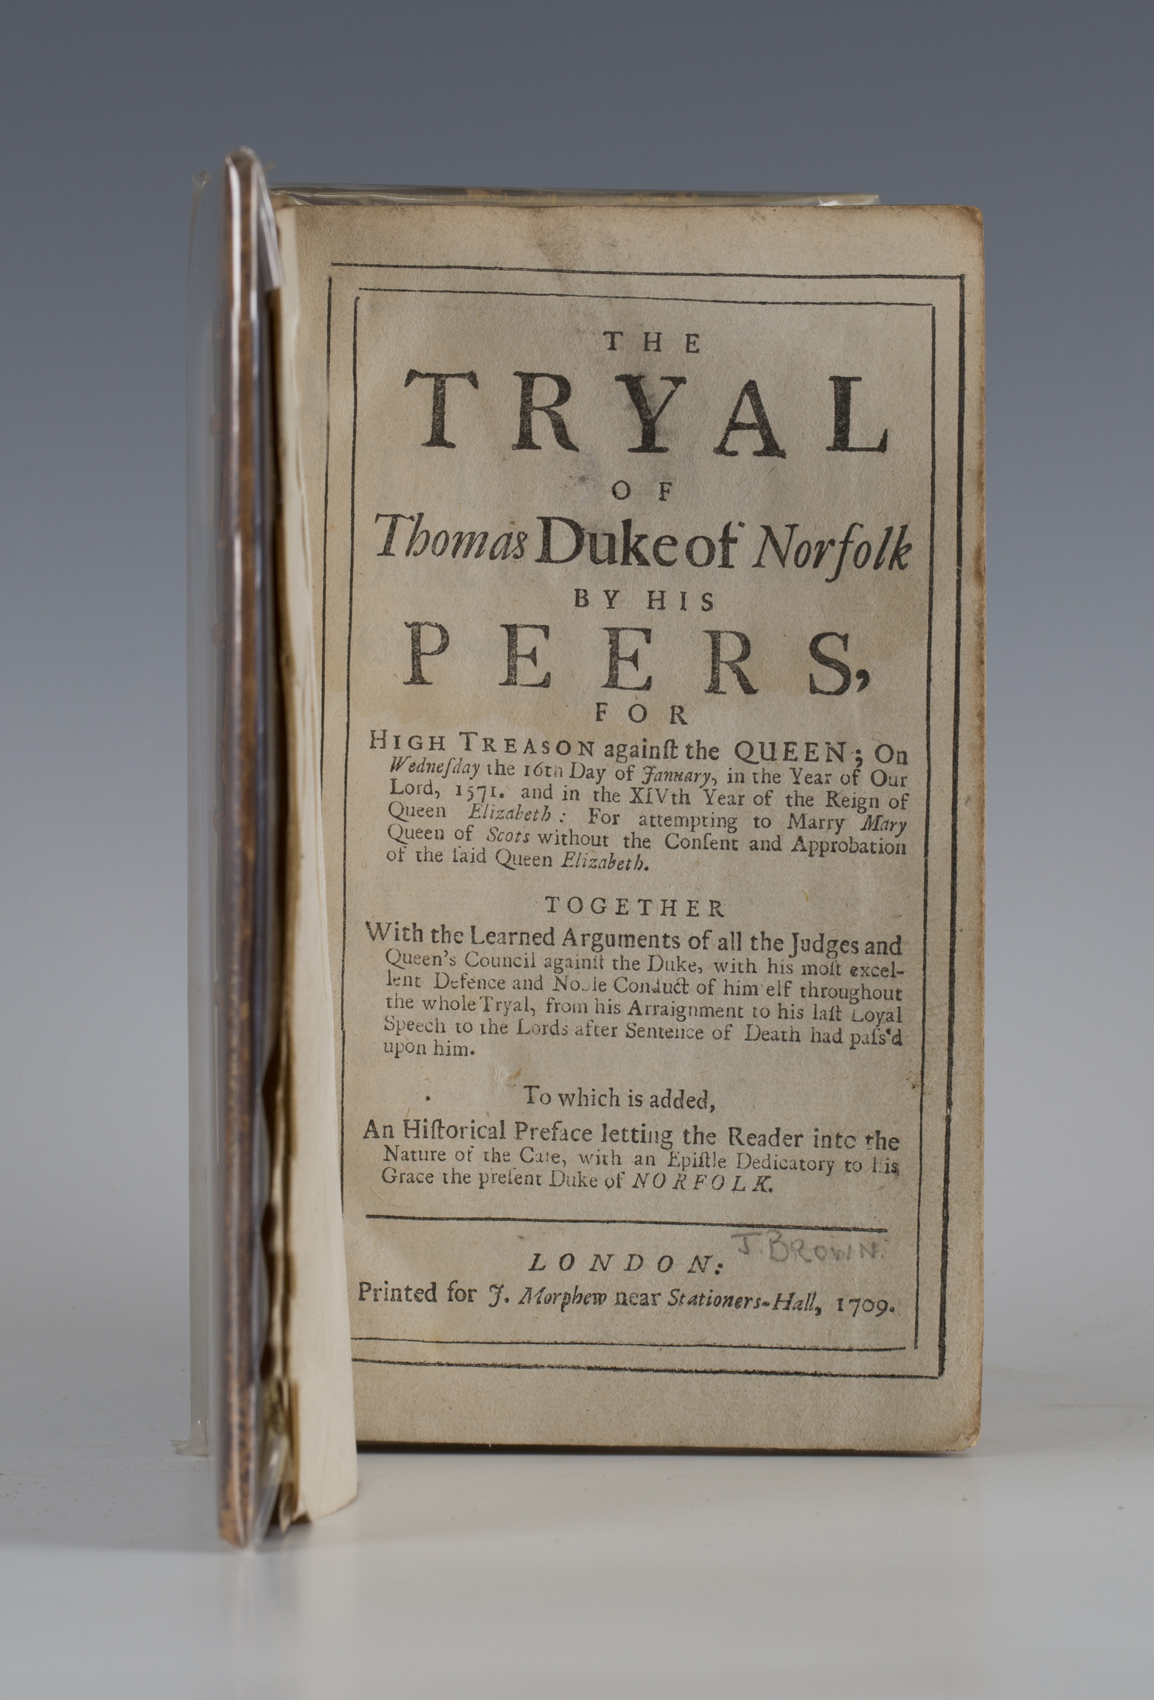 THE
TRYAL
OF
Thomas Duke of Norfolk
BY HIS
PEERS,
FOR
HIGH TREASON againſt the QUEEN; On
Wedneſday the 16th Day of January, in the Year of Our
Lord, 1571. and in the XIVth Year of the Reign of
Queen Elizabeth: For attempting to Marry Mary
Queen of Scots without the Conſent and Approbation
of the ſaid Queen Elizabeth.
TOGETHER
With the Learned Arguments of all the Judges and
Queen's Council againſt the Duke, with his moſt excel-
lent Defence and Noble Conduct of himſelf throughout
the whole Tryal, from his Arraignment to his laſt Loyal
Speech to the Lords after Sentence of Death had paſs'd
upon him.
To which is added,
An Hiſtorical Preface letting the Reader into the
Nature of the Caſe, with an Epiſtle Dedicatory to his
Grace the preſent Duke of NORFOLK.
J. BROWN.
LONDON:
Printed for J. Morphew near Stationers-Hall, 1709.